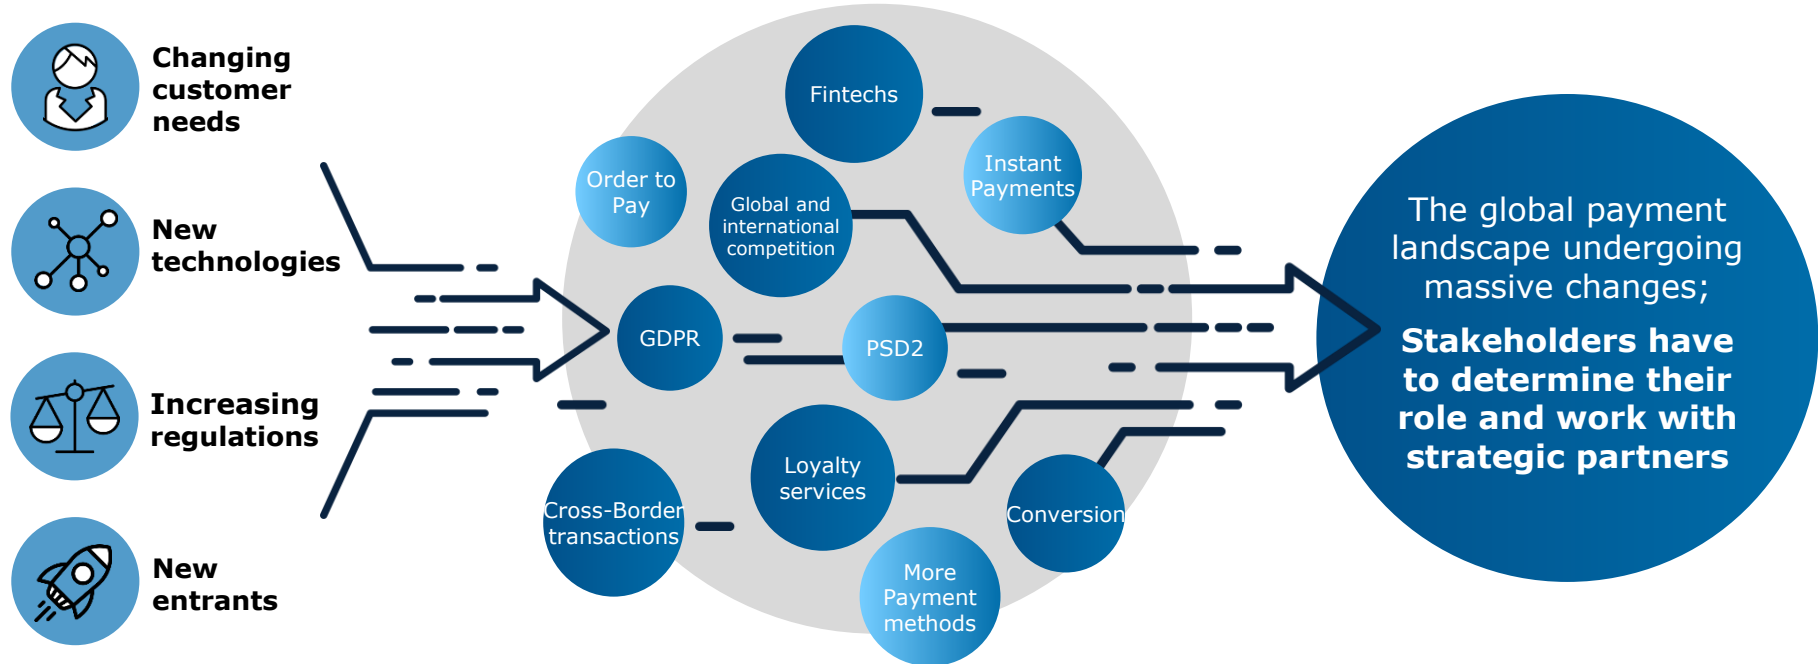 Changing
customer
needs
New
technologies
Increasing
regulations
New
entrants
Fintechs
Order to
Pay
Instant
Payments
Global and
international
competition
GDPR
PSD2
Loyalty
services
Cross-Border
transactions
Conversion
More
Payment
methods
The global payment
landscape undergoing
massive changes;
Stakeholders have
to determine their
role and work with
strategic partners